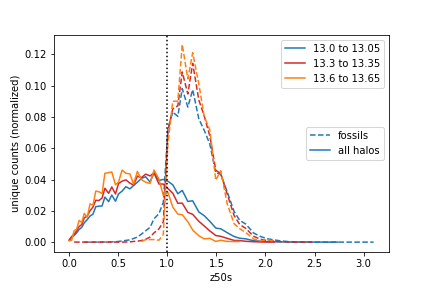 13.0 to 13.05
13.3 to 13.35
13.6 to 13.65
fossils
all halos
unique counts (normalized)
0.12
0.10
0.08
0.06
0.04
0.02
0.00
0.0 0.5 1.0 1.5 2.0 2.5 3.0
z50s